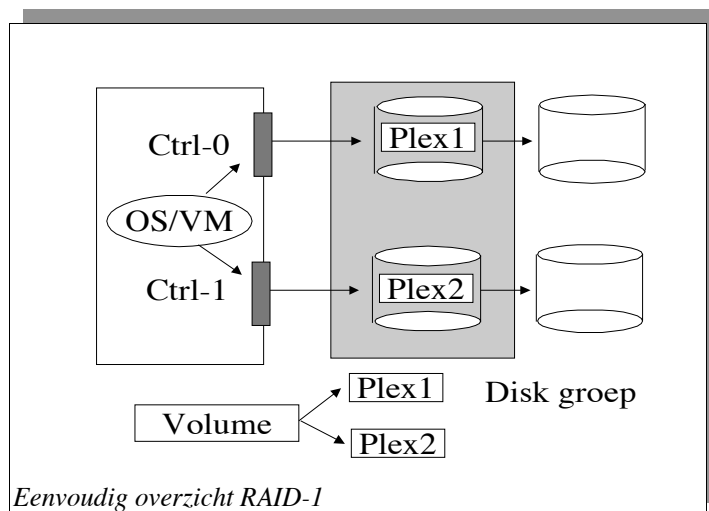 Ctrl-0
Plex1
OS/VM
Ctrl-1
Plex2
Plex1
Disk groep
Volume
Plex2
Eenvoudig overzicht RAID-1